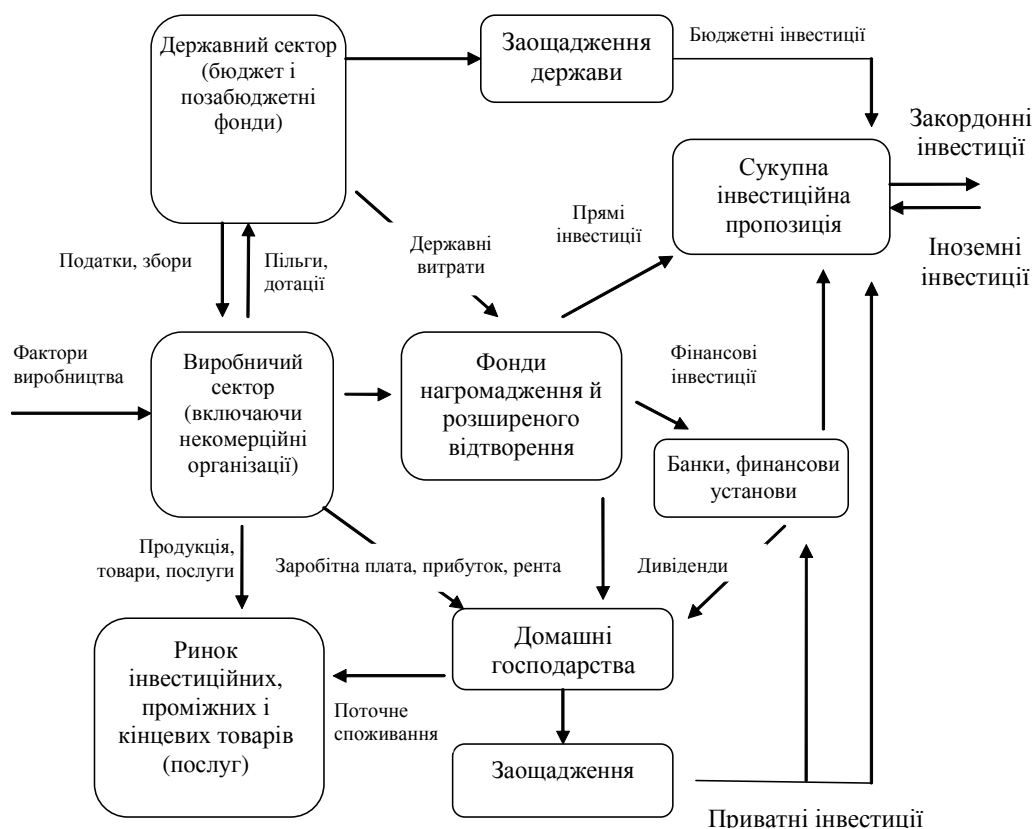 Державний сектор
(бюджет і
позабюджетні
фонди)
Заощадження
держави
Бюджетні інвестиції
Закордонні
інвестиції
Сукупна
інвестиційна
пропозиція
Іноземні
інвестиції
Прямі
інвестиції
Державні
витрати
Податки, збори
Пільги,
дотації
Фактори
виробництва
Виробничий
сектор
(включаючи
некомерційні
організації)
Фонди
нагромадження й
розширеного
відтворення
Фінансові
інвестиції
Банки, финансови
установи
Продукція,
товари, послуги
Заробітна плата, прибуток, рента
Дивіденди
Ринок
інвестиційних,
проміжних і
кінцевих товарів
(послуг)
Домашні
господарства
Поточне
споживання
Заощадження
Приватні інвестиції